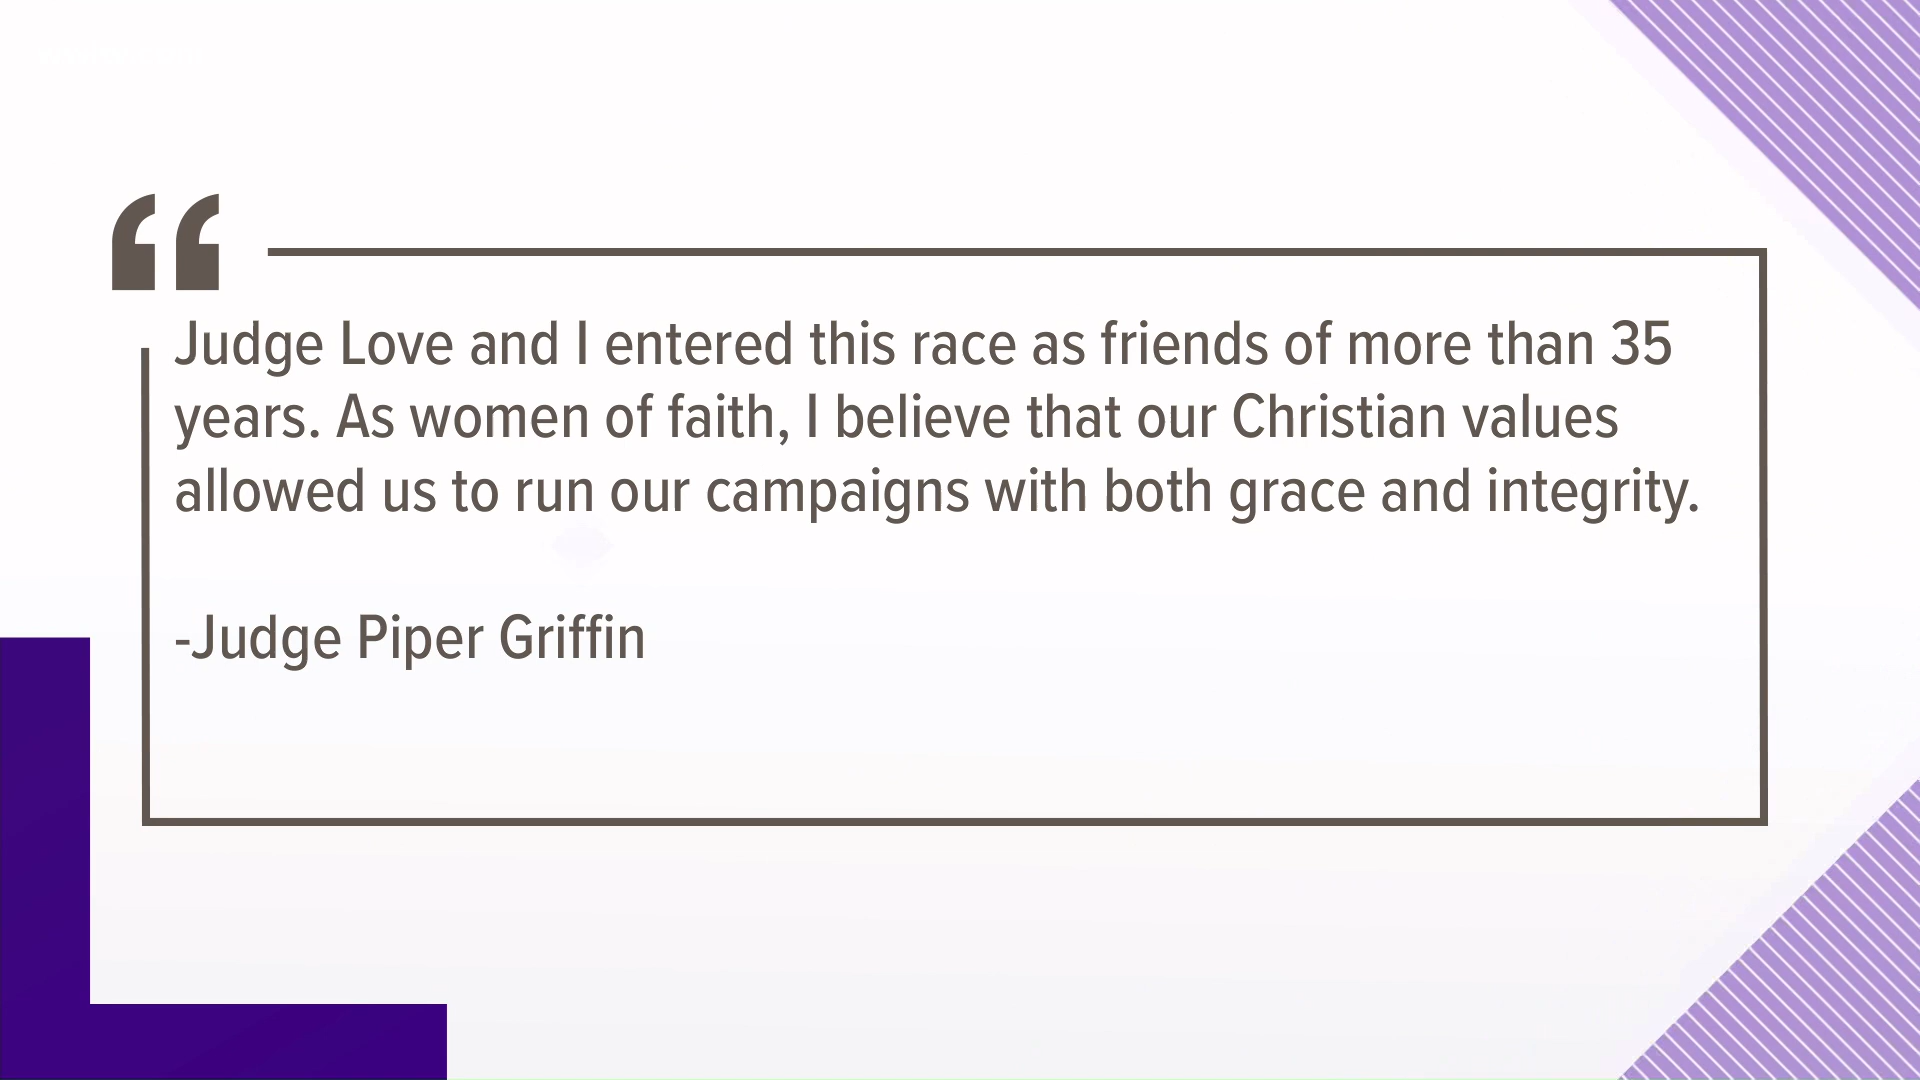 “
Judge Love and I entered this race as friends of more than 35
years. As women of faith, I believe that our Christian values
allowed us to run our campaigns with both grace and integrity.
-Judge Piper Griffin